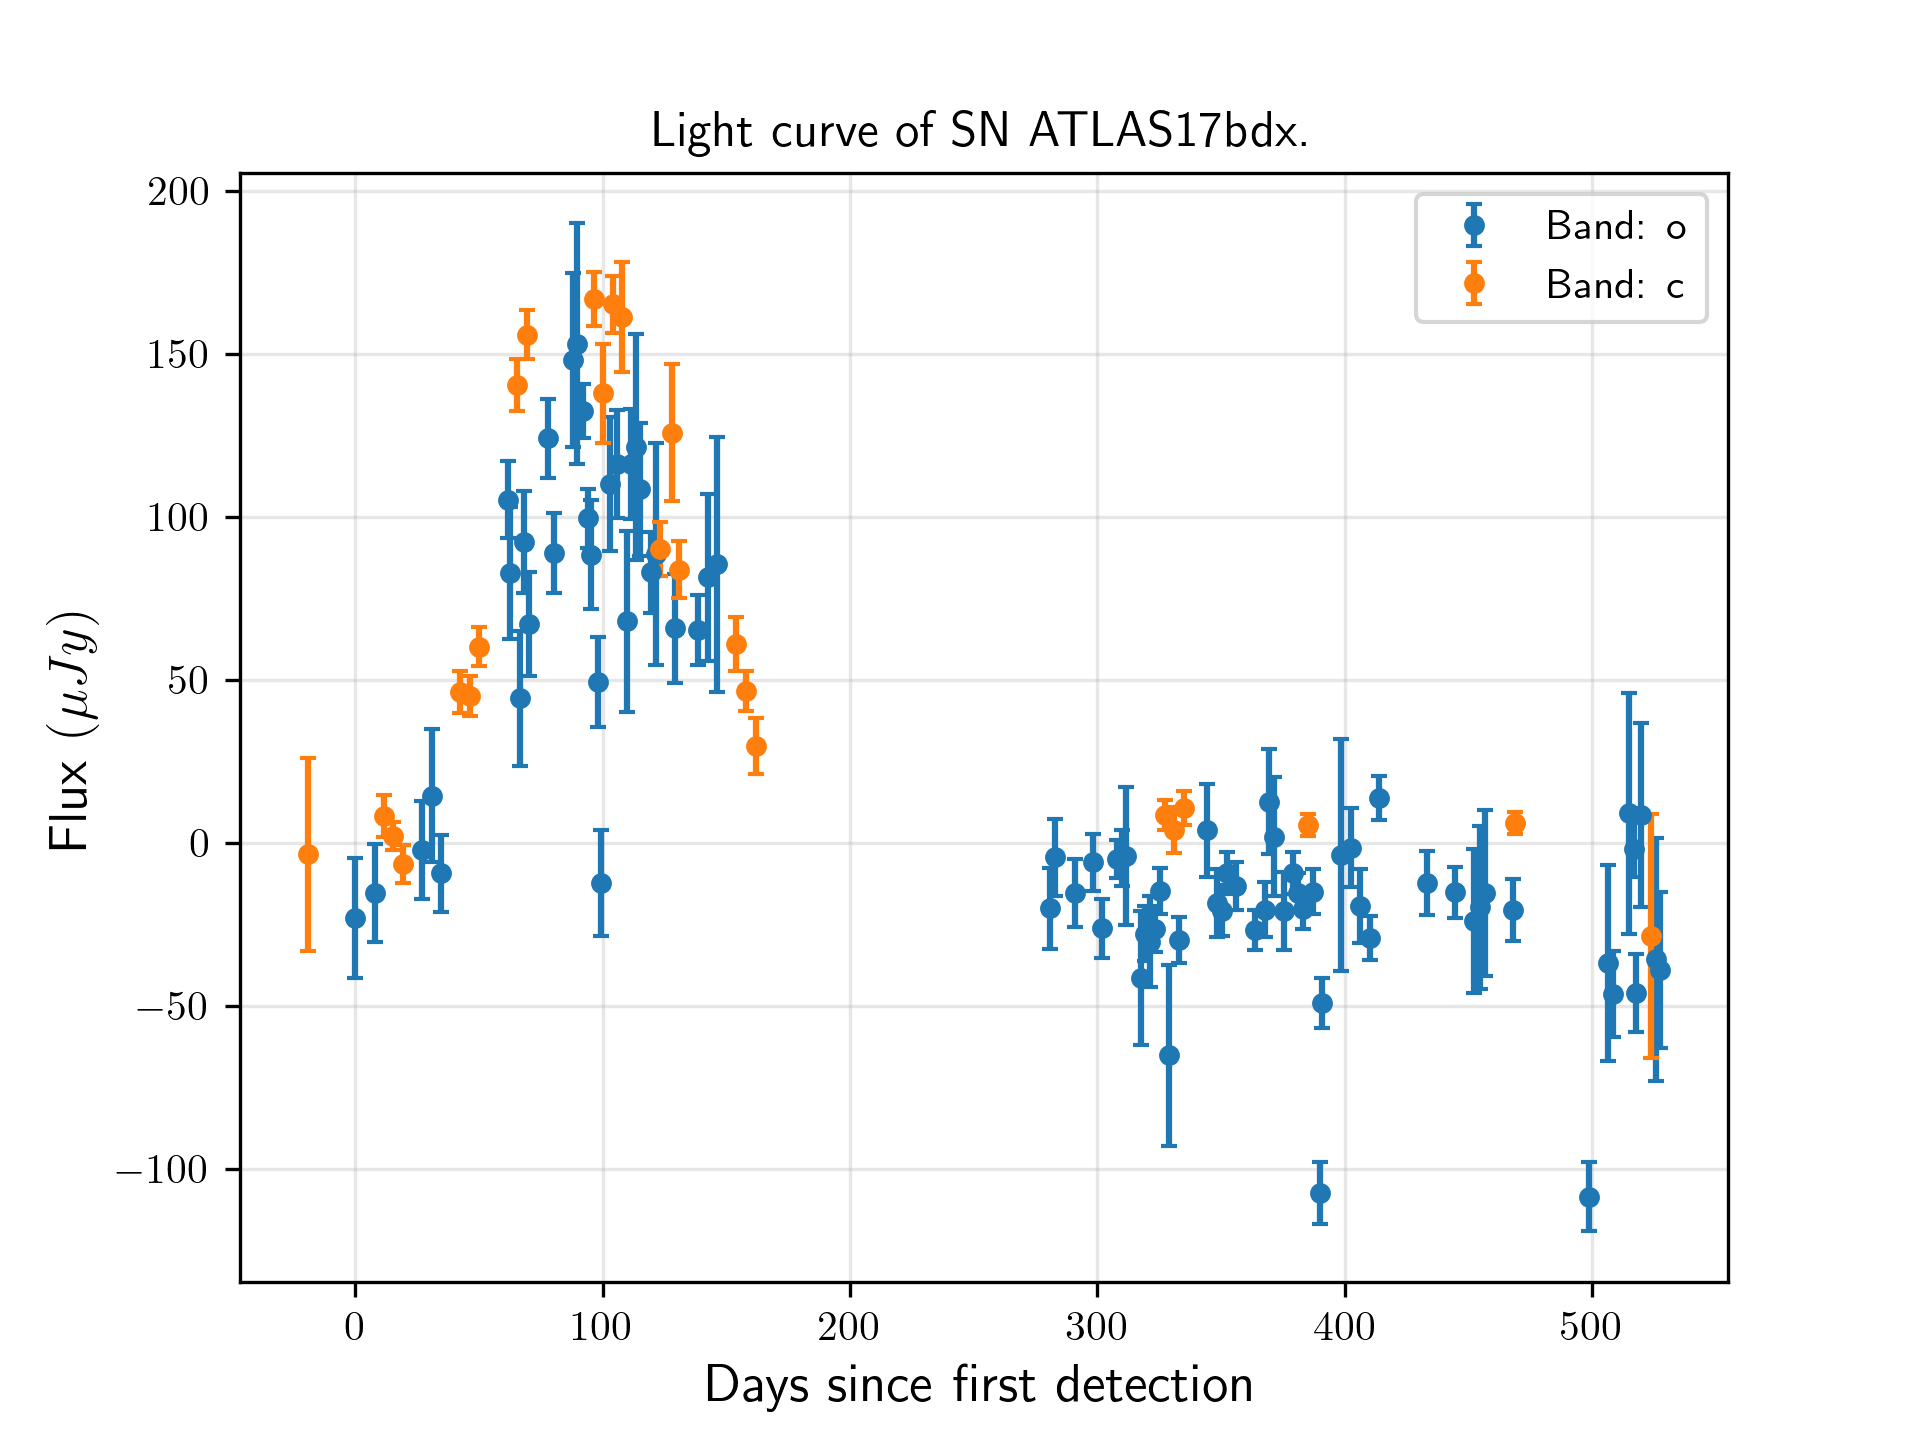 Light curve of SN ATLAS17bdx.
200
150
100
50
0
−50
−100
Flux (μJy)
Band: o
Band: c
0 100 200 300 400 500
Days since first detection